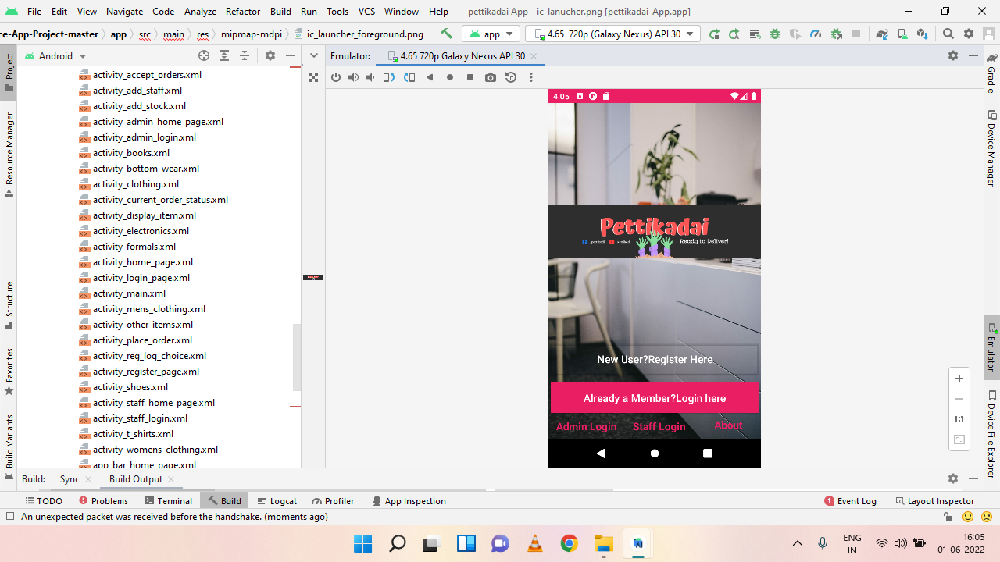 File Edit View Navigate Code Analyze Refactor Build Run Tools VCS Window Help pettikadai App - ic_lanucher.png [pettikadai_App.app]
ce-App-Project-master app src main res mipmap-mdpi ic_launcher_foreground.png app 4.65 720p (Galaxy Nexus) API 30
Project
Android
Emulator: 4.65 720p Galaxy Nexus API 30
Gradle
Resource Manager
Device Manager
activity_accept_orders.xml
activity_add_staff.xml
activity_add_stock.xml
activity_admin_home_page.xml
activity_admin_login.xml
activity_books.xml
activity_bottom_wear.xml
activity_clothing.xml
activity_current_order_status.xml
activity_display_item.xml
activity_electronics.xml
activity_formals.xml
activity_home_page.xml
activity_login_page.xml
activity_main.xml
activity_mens_clothing.xml
activity_other_items.xml
activity_place_order.xml
activity_reg_log_choice.xml
activity_register_page.xml
activity_shoes.xml
activity_staff_home_page.xml
activity_staff_login.xml
activity_t_shirts.xml
activity_womens_clothing.xml
app_bar_home_page.xml
4:05
Pettikadai
Ready to Deliver!
New User?Register Here
Already a Member?Login here
Admin Login Staff Login About
Structure
Favorites
Build Variants
Emulator
Device File Explorer
1:1
Build: Sync Build Output
TODO Problems Terminal Build Logcat Profiler App Inspection 1 Event Log Layout Inspector
An unexpected packet was received before the handshake. (moments ago)
ENG
IN
16:05
01-06-2022